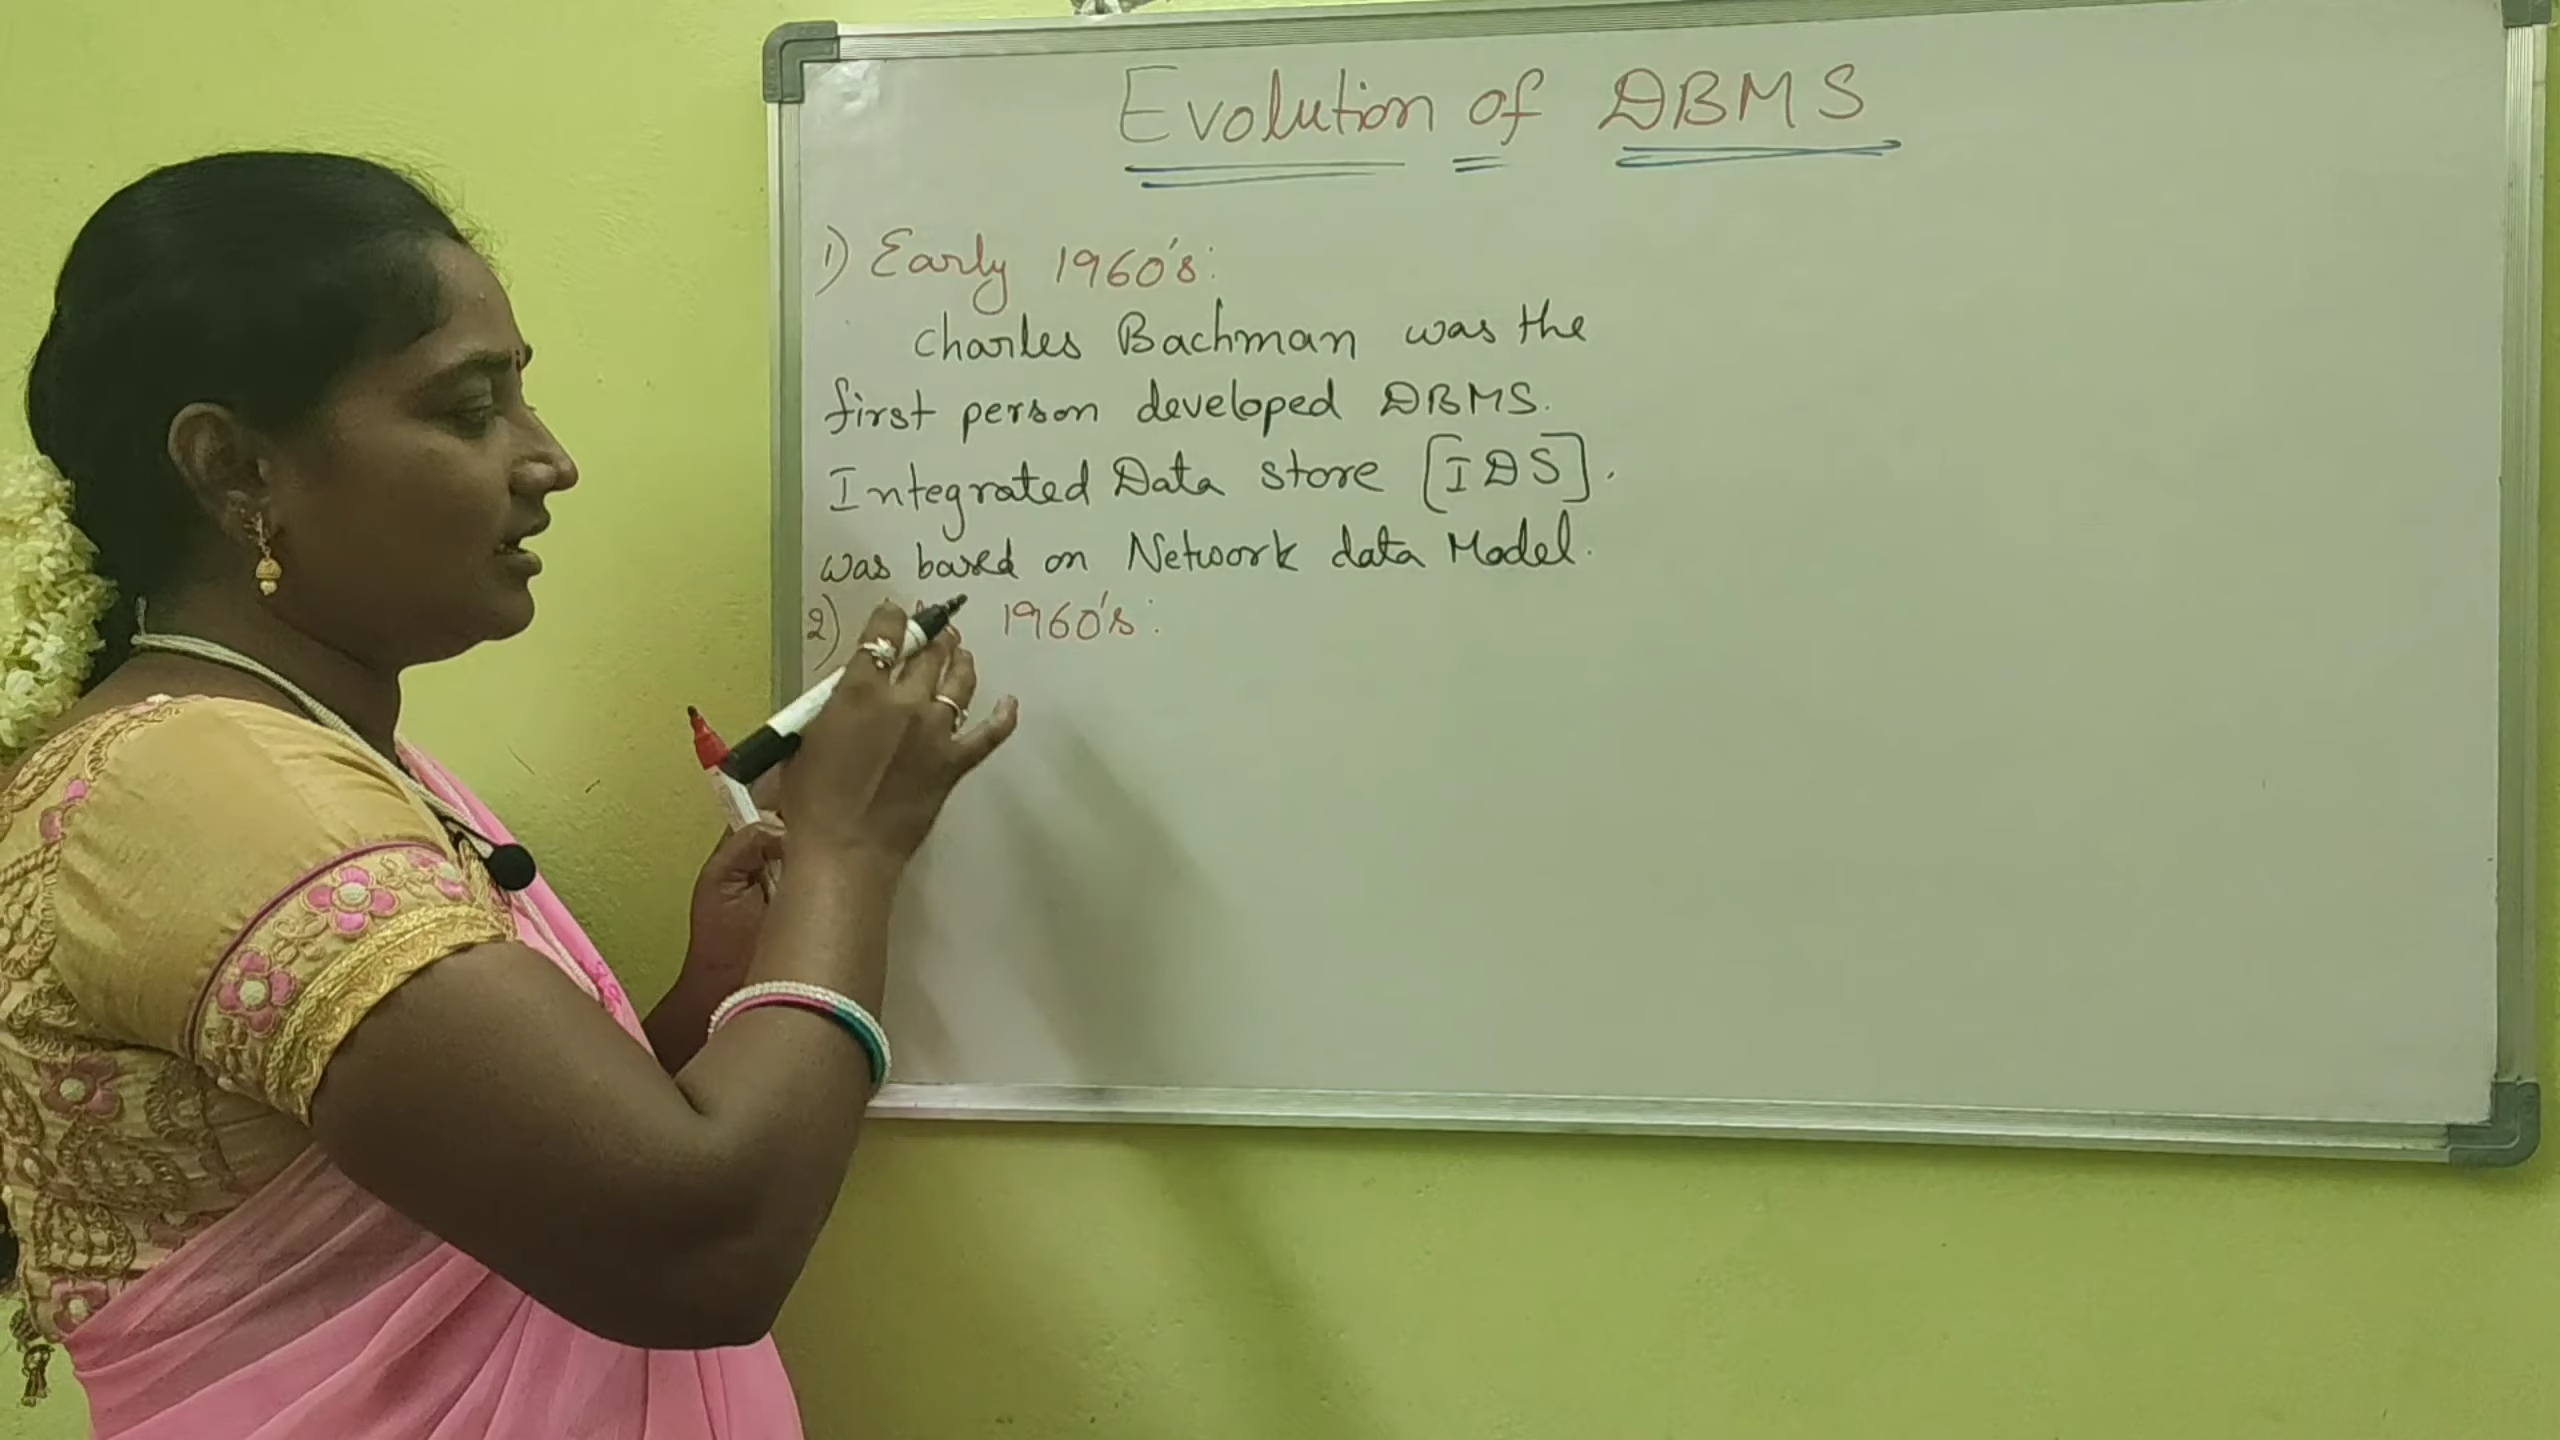 Evolution of DBMS
1) Early 1960's:
Charles Bachman was the
first person developed DBMS.
Integrated Data store [IDS].
was based on Network data Model.
2) 1960's: